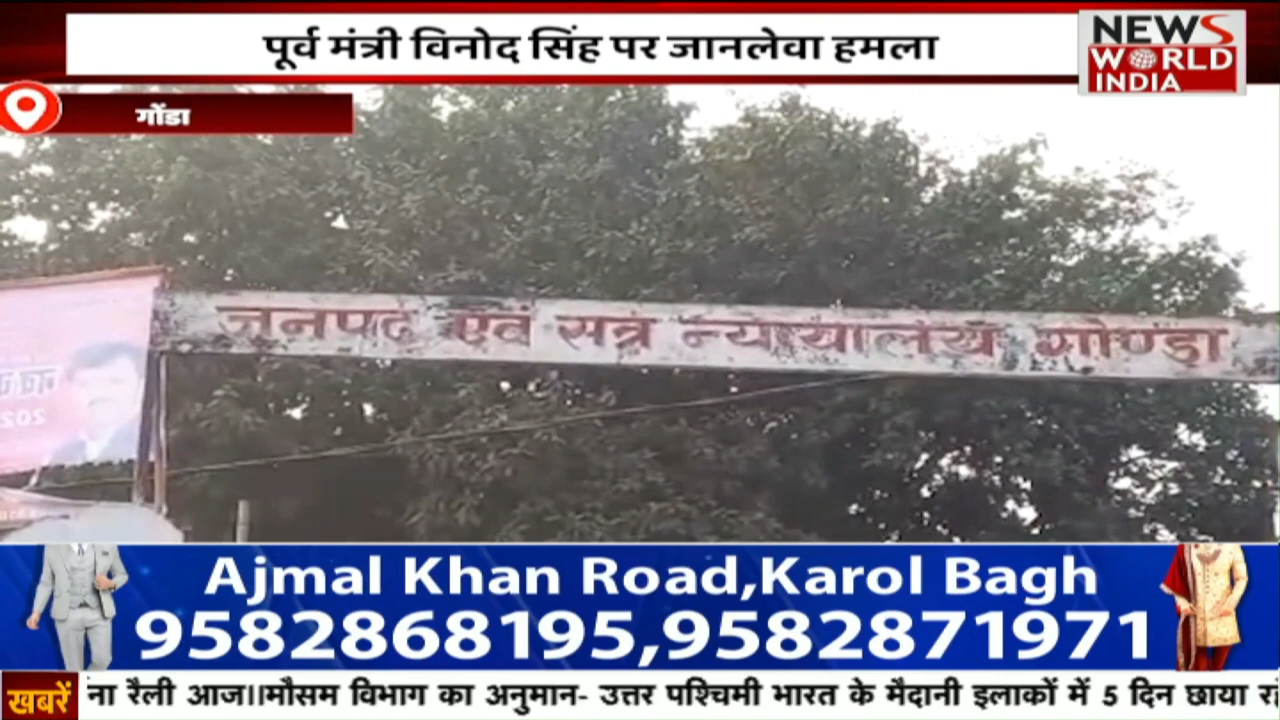 पूर्व मंत्री विनोद सिंह पर जानलेवा हमला
NEWS
WORLD
INDIA
गोंडा
जनपद एवं सत्र न्यायालय गोण्डा
Ajmal Khan Road,Karol Bagh
9582868195,9582871971
खबरें
ना रैली आज॥मौसम विभाग का अनुमान- उत्तर पश्चिमी भारत के मैदानी इलाकों में 5 दिन छाया